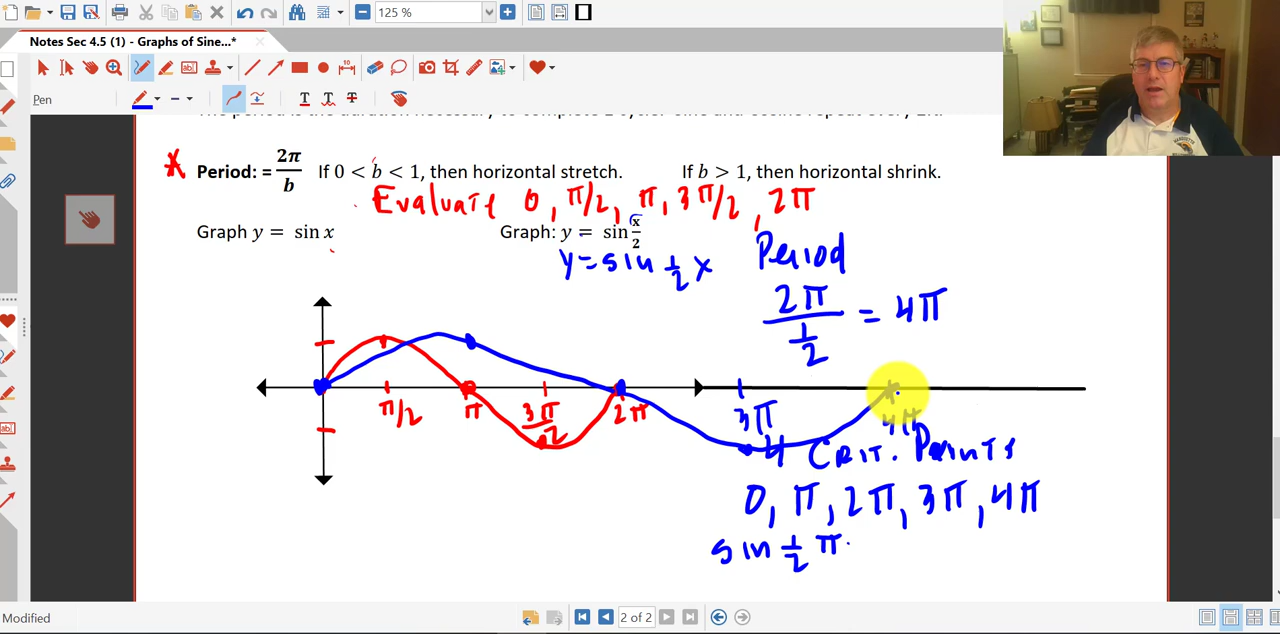 125 %
Notes Sec 4.5 (1) - Graphs of Sine...*
Pen
Period: = 2π/b If 0 < b < 1, then horizontal stretch. If b > 1, then horizontal shrink.
Evaluate 0, π/2, π, 3π/2, 2π
Graph y = sin x
Graph: y = sin x/2
y = sin 1/2 x
Period
2π / 1/2 = 4π
π/2 π 3π/2 2π 3π 4π
4 Crit. Points
0, π, 2π, 3π, 4π
sin 1/2 π.
Modified
2 of 2